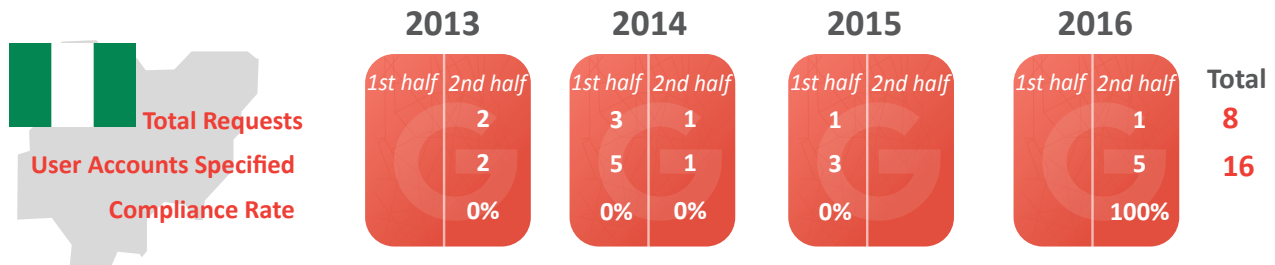 2013 2014 2015 2016
1st half 2nd half 1st half 2nd half 1st half 2nd half 1st half 2nd half Total
Total Requests 2 3 1 1 1 8
User Accounts Specified 2 5 1 3 5 16
Compliance Rate 0% 0% 0% 0% 100%